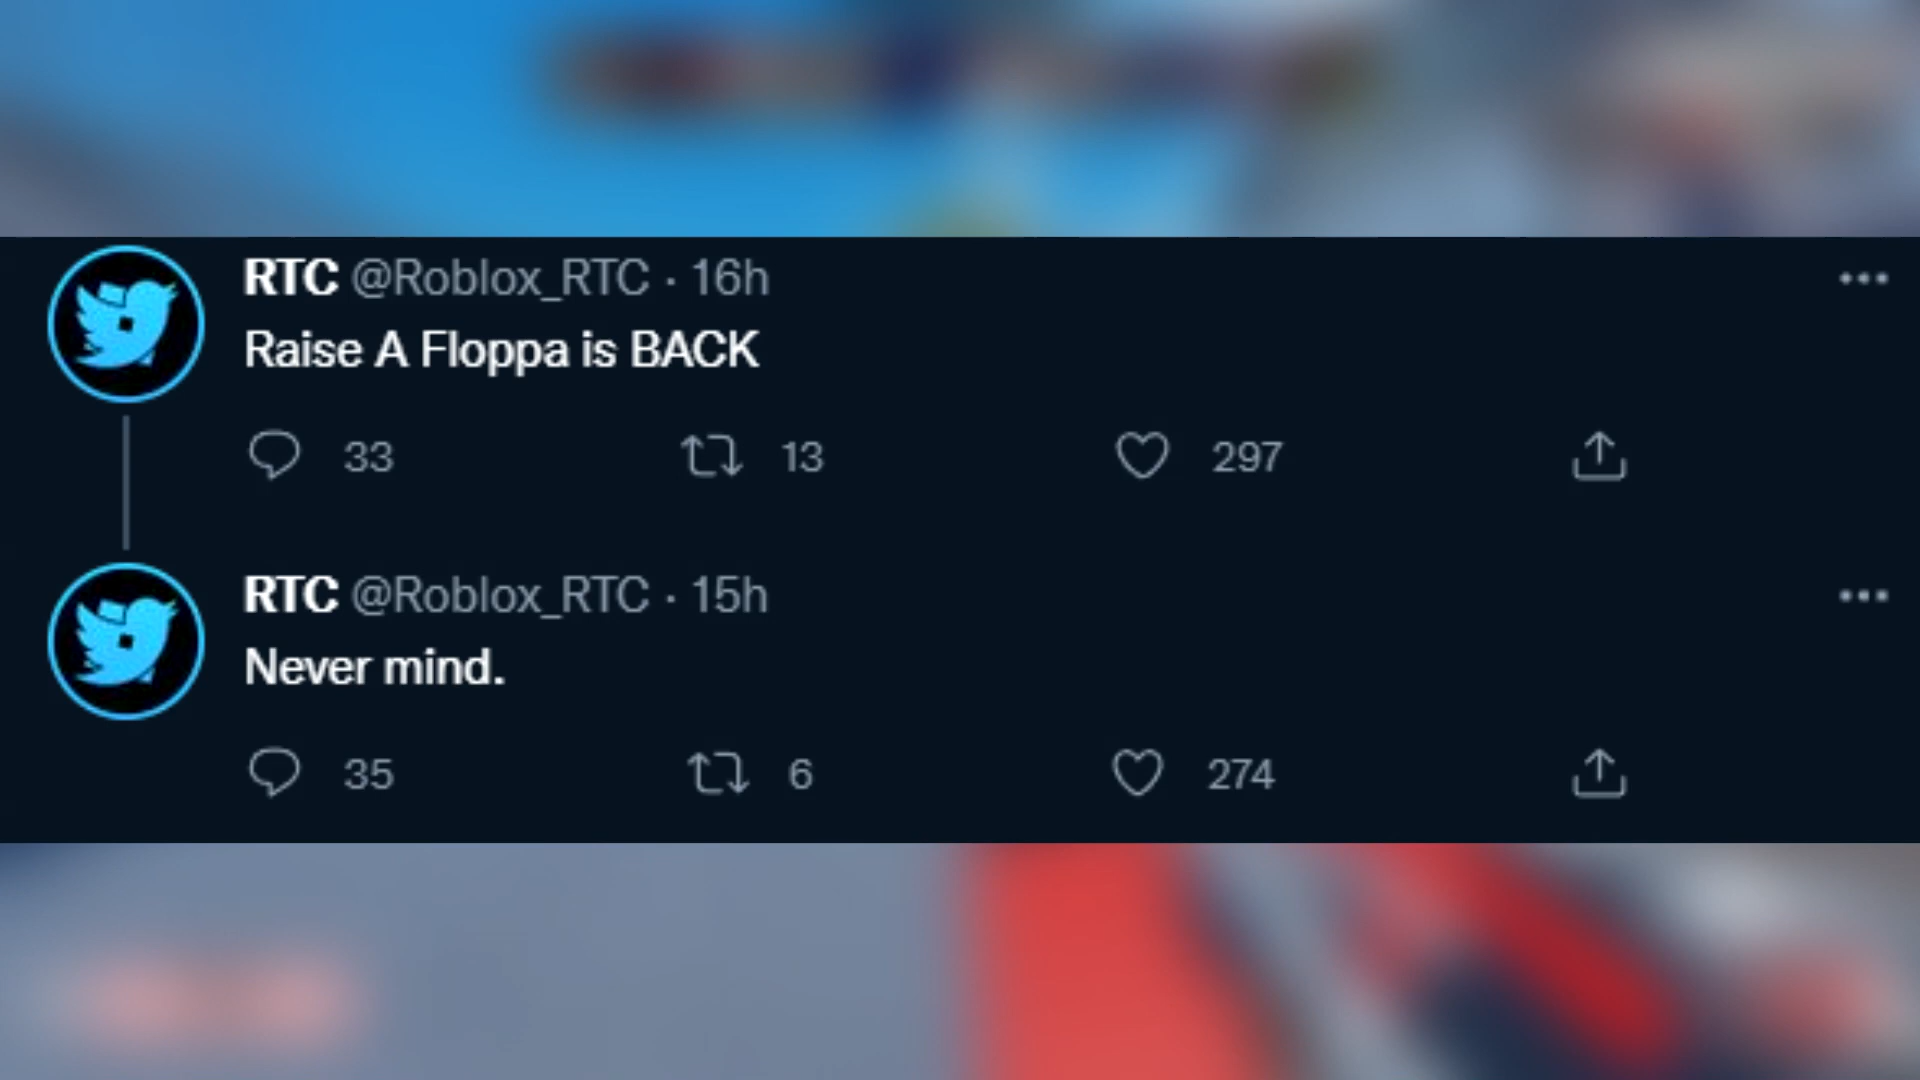 RTC @Roblox_RTC · 16h
Raise A Floppa is BACK
33 13 297
RTC @Roblox_RTC · 15h
Never mind.
35 6 274